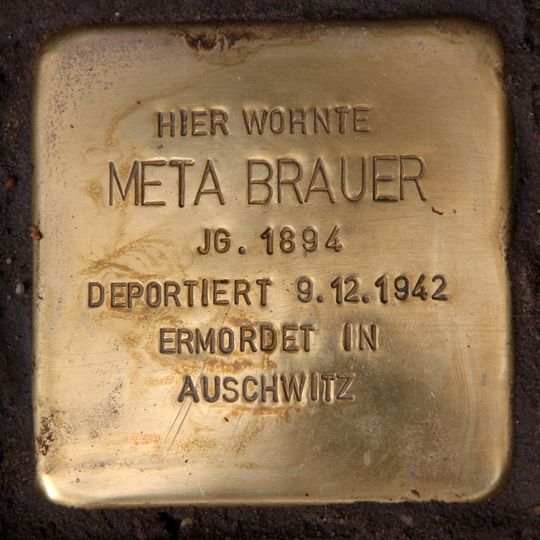 HIER WOHNTE
META BRAUER
JG. 1894
DEPORTIERT 9.12.1942
ERMORDET IN
AUSCHWITZ